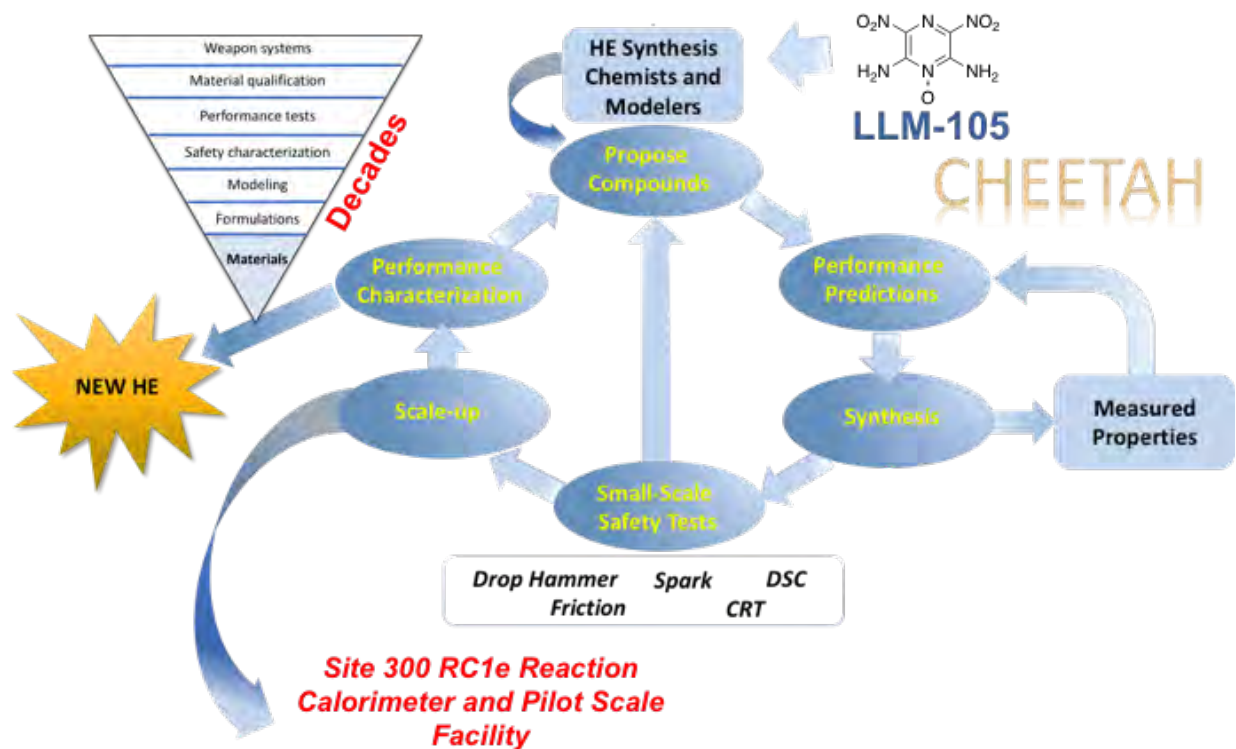 Weapon systems
Material qualification
Performance tests
Safety characterization
Modeling
Formulations
Materials
Decades
HE Synthesis
Chemists and
Modelers
O₂N
N
NO₂
H₂N
N
NH₂
O
LLM-105
CHEETAH
Propose
Compounds
Performance
Predictions
Performance
Characterization
NEW HE
Scale-up
Synthesis
Measured
Properties
Small-Scale
Safety Tests
Drop Hammer Spark DSC
Friction CRT
Site 300 RC1e Reaction
Calorimeter and Pilot Scale
Facility